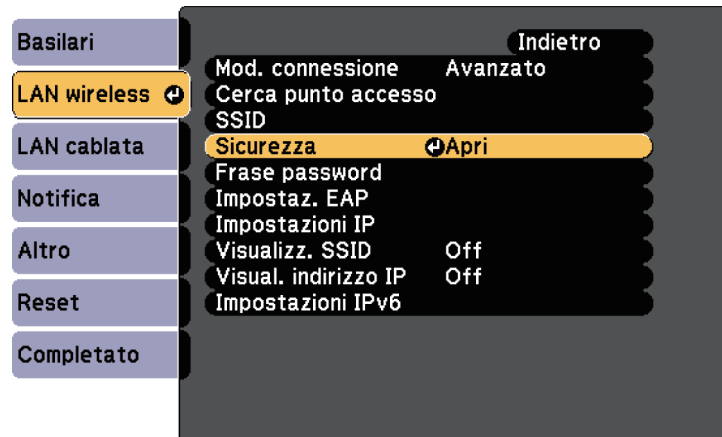 Basilari
LAN wireless
LAN cablata
Notifica
Altro
Reset
Completato
Indietro
Mod. connessione Avanzato
Cerca punto accesso
SSID
Sicurezza Apri
Frase password
Impostaz. EAP
Impostazioni IP
Visualizz. SSID Off
Visual. indirizzo IP Off
Impostazioni IPv6